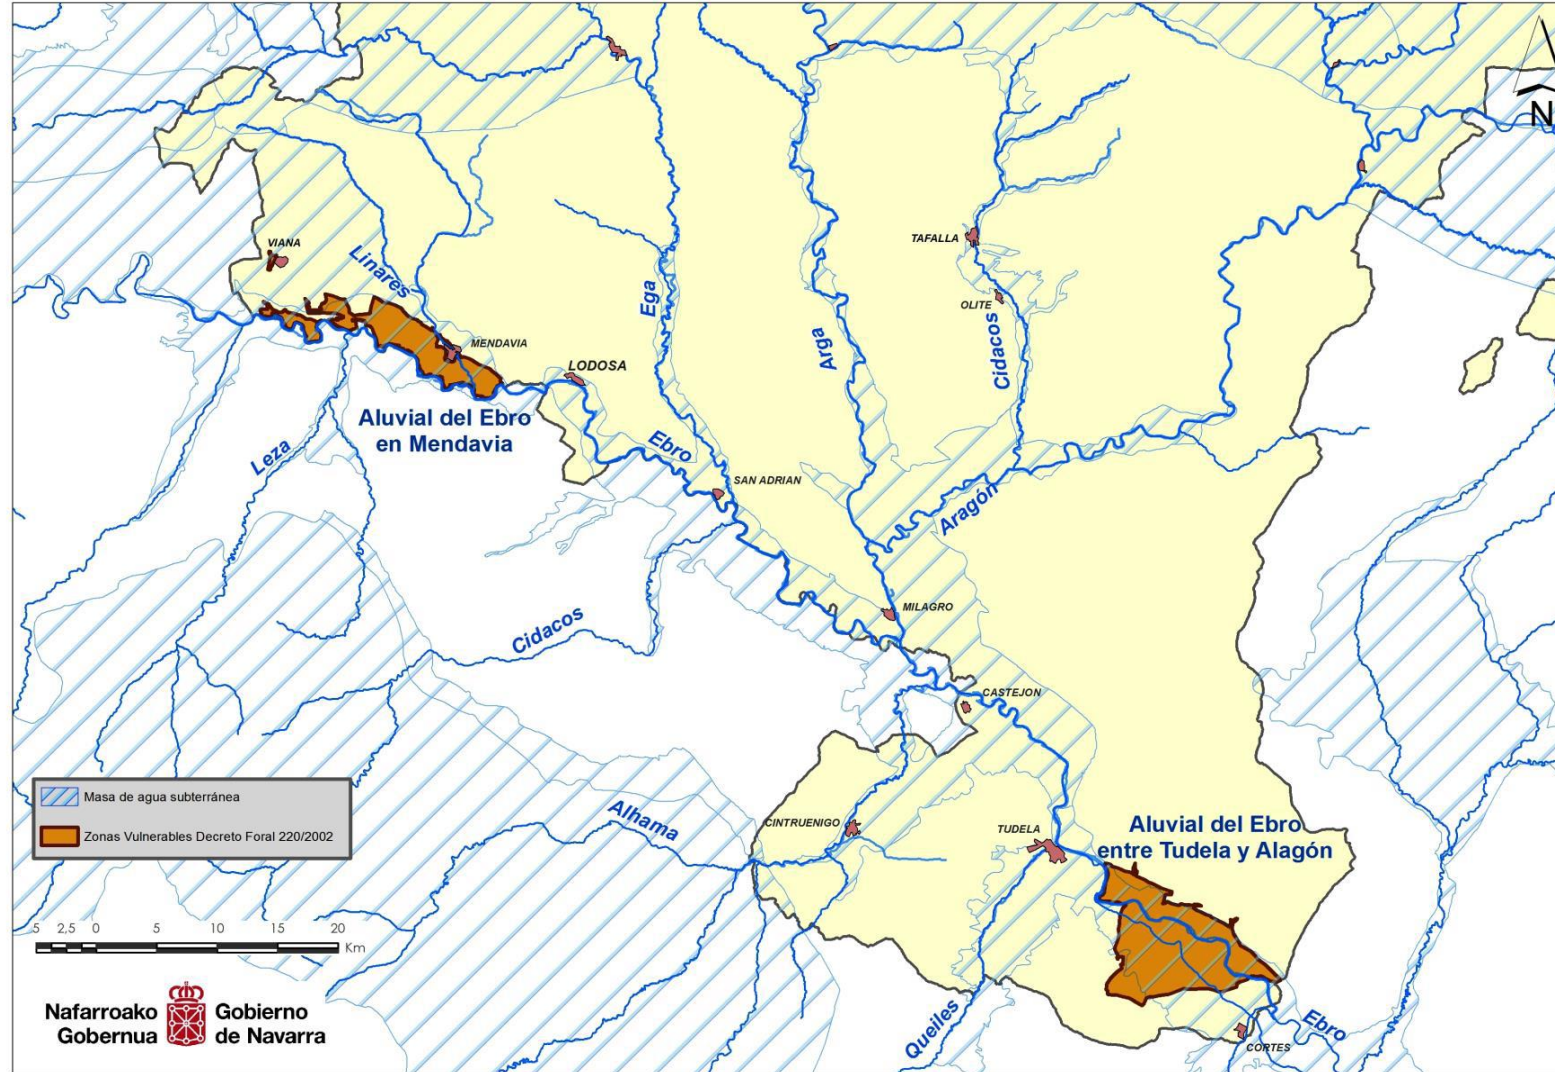 N
VIANA
Linares
MENDAVIA
LODOSA
Aluvial del Ebro
en Mendavia
Leza
Ega
Ebro
SAN ADRIAN
Arga
TAFALLA
OLITE
Cidacos
Aragón
MILAGRO
Cidacos
CASTEJON
Alhama
CINTRUENIGO
TUDELA
Aluvial del Ebro
entre Tudela y Alagón
Queiles
Ebro
CORTES
Masa de agua subterránea
Zonas Vulnerables Decreto Foral 220/2002
5 2,5 0 5 10 15 20
Km
Nafarroako
Gobernua
Gobierno
de Navarra